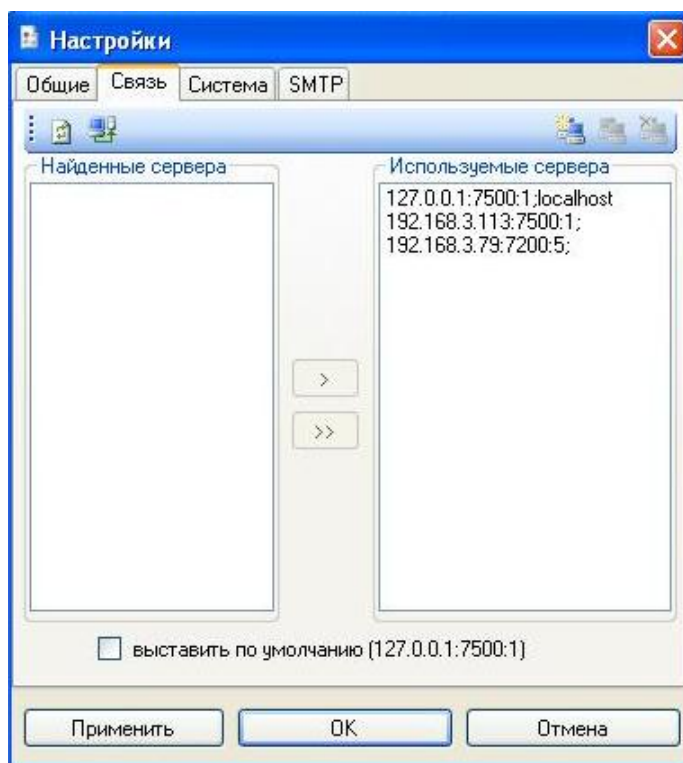 Настройки
Общие Связь Система SMTP
Найденные сервера
Используемые сервера
127.0.0.1:7500:1;localhost
192.168.3.113:7500:1;
192.168.3.79:7200:5;
>
>>
выставить по умолчанию (127.0.0.1:7500:1)
Применить OK Отмена